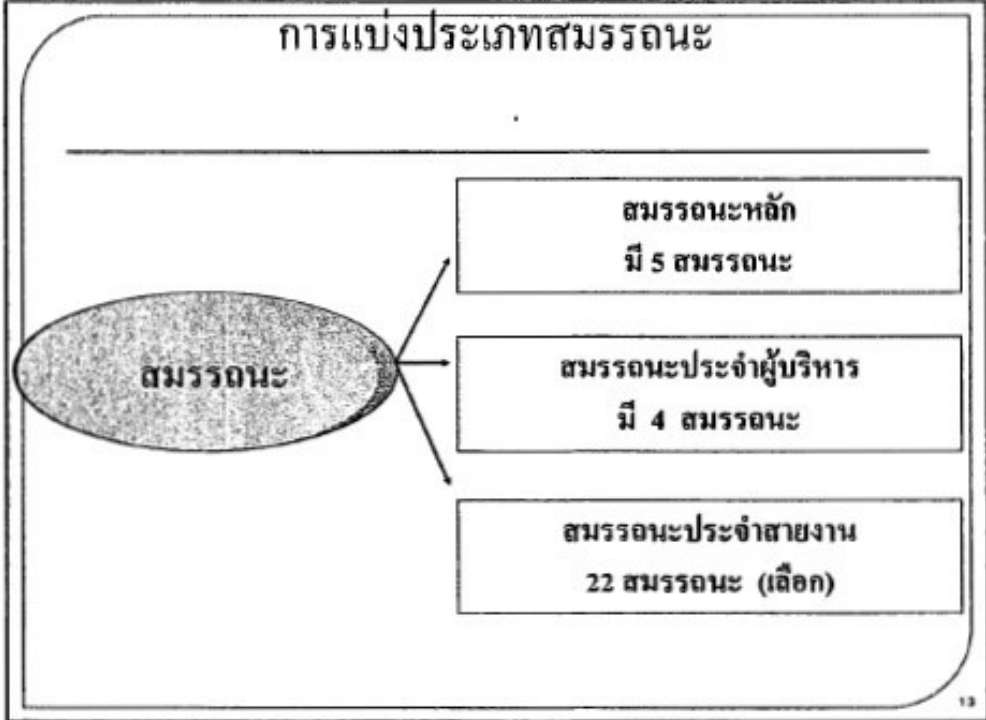 การแบ่งประเภทสมรรถนะ
สมรรถนะ
สมรรถนะหลัก
มี 5 สมรรถนะ
สมรรถนะประจำผู้บริหาร
มี 4 สมรรถนะ
สมรรถนะประจำสายงาน
22 สมรรถนะ (เลือก)
13